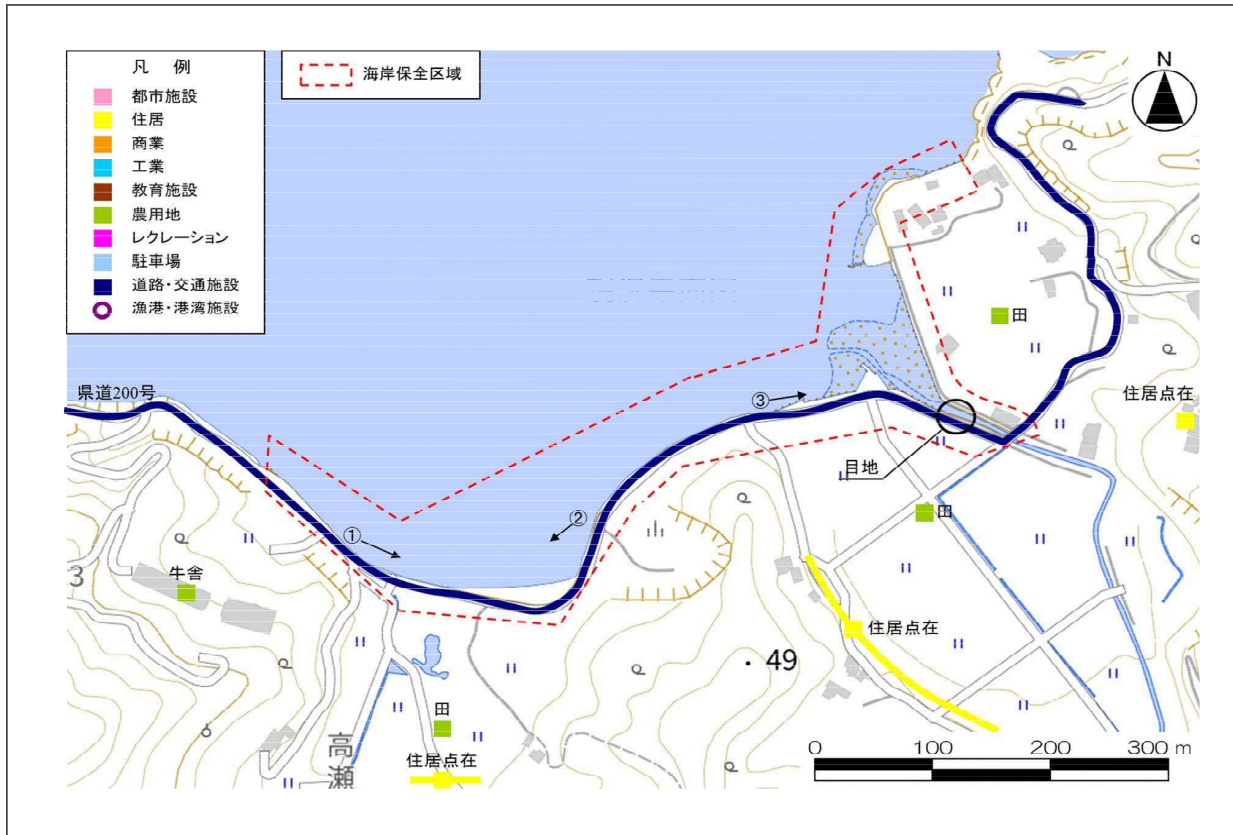 凡 例
都市施設
住居
商業
工業
教育施設
農用地
レクレーション
駐車場
道路・交通施設
漁港・港湾施設
海岸保全区域
N
県道200号
③
田
住居点在
目地
①
②
田
牛舎
3
住居点在
49
田
高瀬
住居点在
0 100 200 300 m